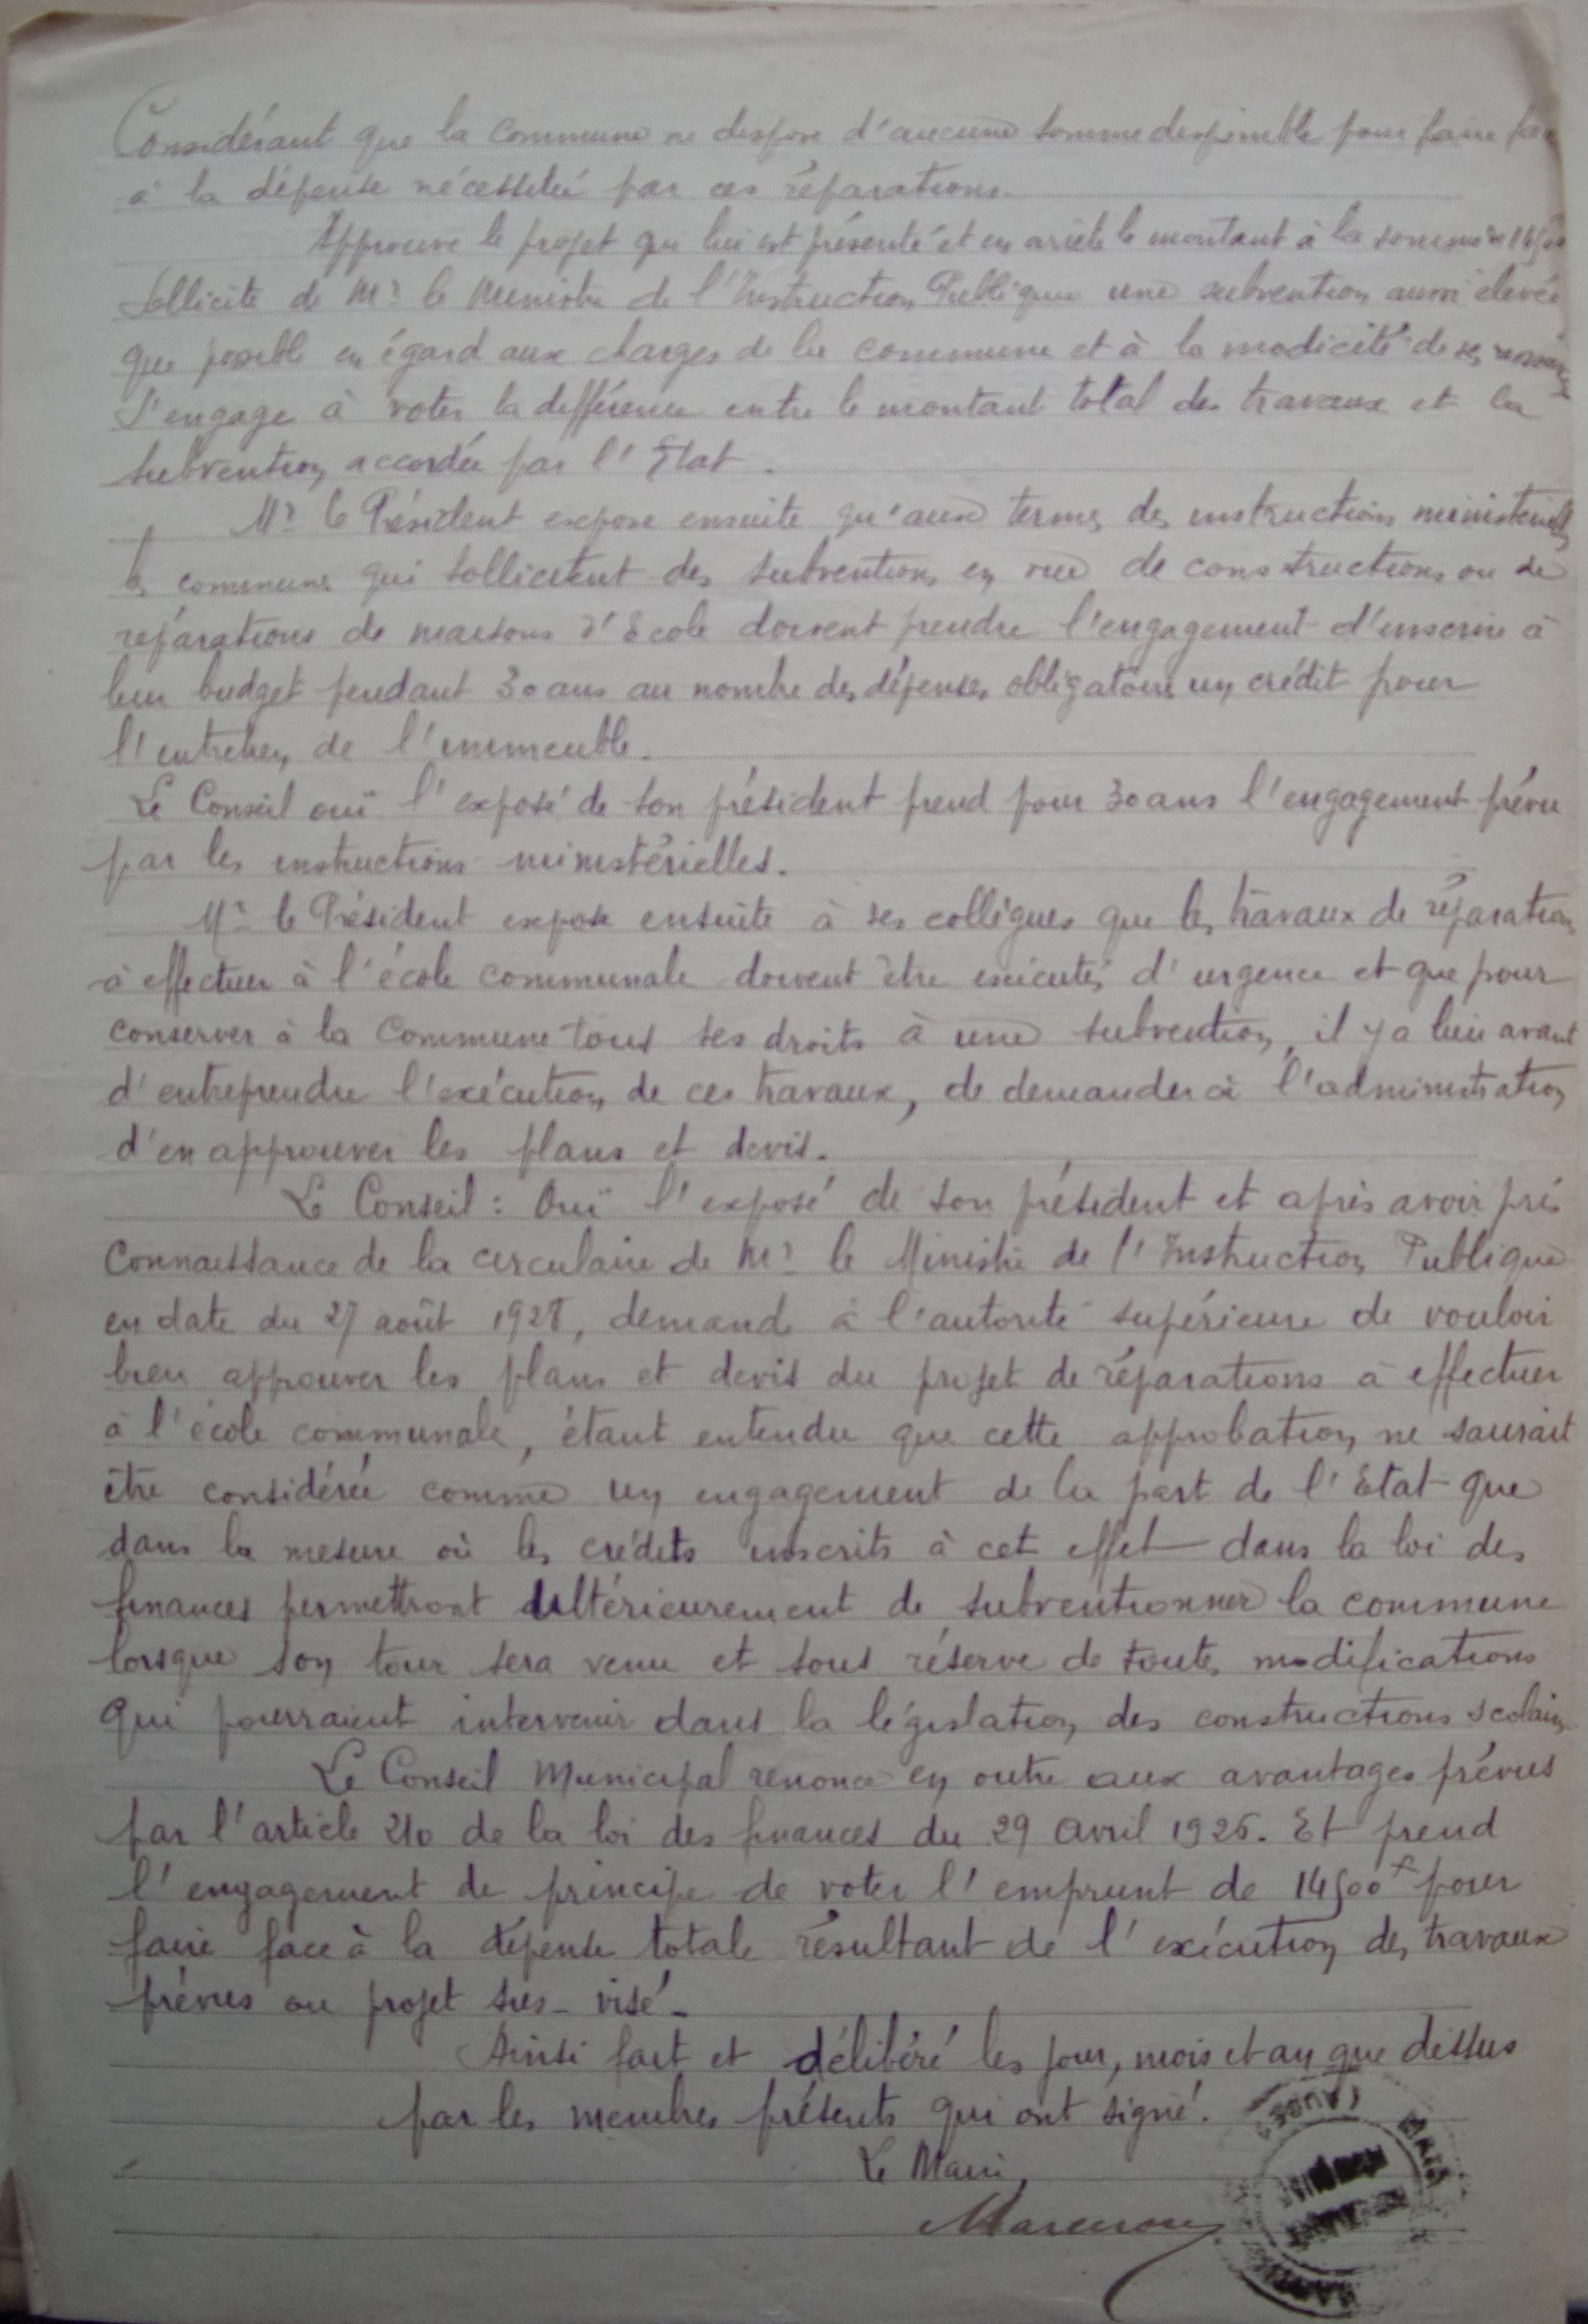 Considérant que la commune ne dispose d'aucune somme disponible pour faire face
à la dépense nécessitée par ces réparations.
Approuve le projet qui lui est présenté et en arrête le montant à la somme de 14500
Sollicite de Mr le Ministre de l'Instruction Publique une subvention aussi élevée
que possible en égard aux charges de la commune et à la modicité de ses ressources
S'engage à voter la différence entre le montant total des travaux et la
subvention accordée par l'Etat.
Mr le Président expose ensuite qu'aux termes des instructions ministérielles
les communes qui sollicitent des subventions en vue de constructions ou de
réparations de maisons d'Ecole doivent prendre l'engagement d'inscrire à
leur budget pendant 30 ans au nombre des dépenses obligatoires un crédit pour
l'entretien de l'immeuble.
Le Conseil ouï l'exposé de son président prend pour 30 ans l'engagement prévu
par les instructions ministérielles.
Mr le Président expose ensuite à ses collègues que les travaux de réparations
à effectuer à l'école communale doivent être exécutés d'urgence et que pour
conserver à la Commune tous ses droits à une subvention, il y a lieu avant
d'entreprendre l'exécution de ces travaux, de demander à l'administration
d'en approuver les plans et devis.
Le Conseil : Ouï l'exposé de son président et après avoir pris
Connaissance de la circulaire de Mr le Ministre de l'Instruction Publique
en date du 27 août 1928, demande à l'autorité supérieure de vouloir
bien approuver les plans et devis du projet de réparations à effectuer
à l'école communale, étant entendu que cette approbation ne saurait
être considérée comme un engagement de la part de l'Etat que
dans la mesure où les crédits inscrits à cet effet dans la loi des
finances permettront ultérieurement de subventionner la commune
lorsque son tour sera venu et sous réserve de toutes modifications
qui pourraient intervenir dans la législation des constructions scolaires
Le Conseil Municipal renonce en outre aux avantages prévus
par l'article 210 de la loi des finances du 29 Avril 1926. Et prend
l'engagement de principe de voter l'emprunt de 14500f pour
faire face à la dépense totale résultant de l'exécution des travaux
prévus au projet sus-visé-
Ainsi fait et délibéré les jour, mois et an que dessus
par les membres présents qui ont signé.
Le Maire,
(AUDE)